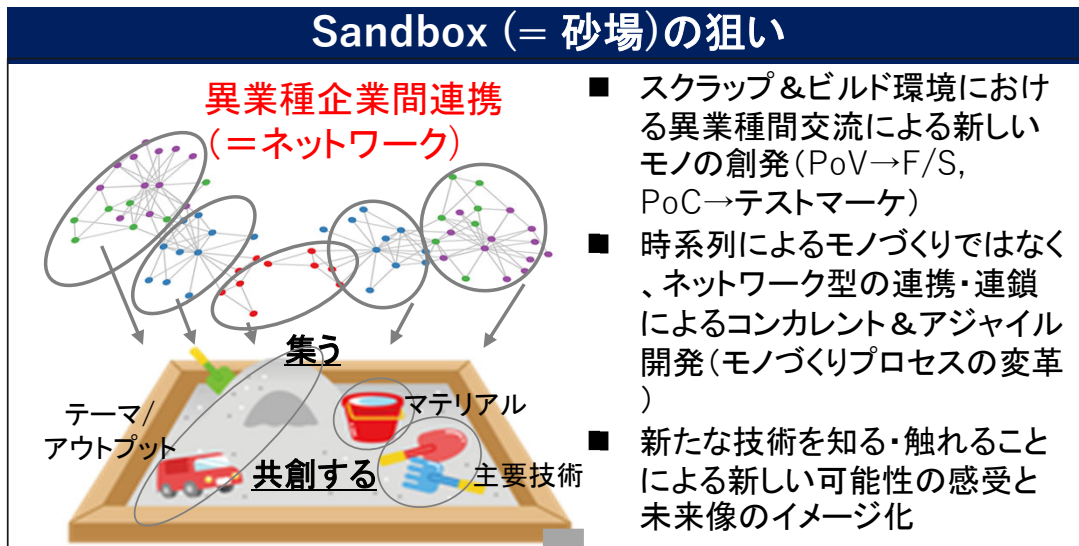 Sandbox (= 砂場)の狙い
異業種企業間連携
(＝ネットワーク)
集う
テーマ/
アウトプット
マテリアル
共創する
主要技術
■ スクラップ＆ビルド環境におけ
る異業種間交流による新しい
モノの創発(PoV→F/S,
PoC→テストマーケ)
■ 時系列によるモノづくりではなく
、ネットワーク型の連携・連鎖
によるコンカレント＆アジャイル
開発(モノづくりプロセスの変革
)
■ 新たな技術を知る・触れること
による新しい可能性の感受と
未来像のイメージ化